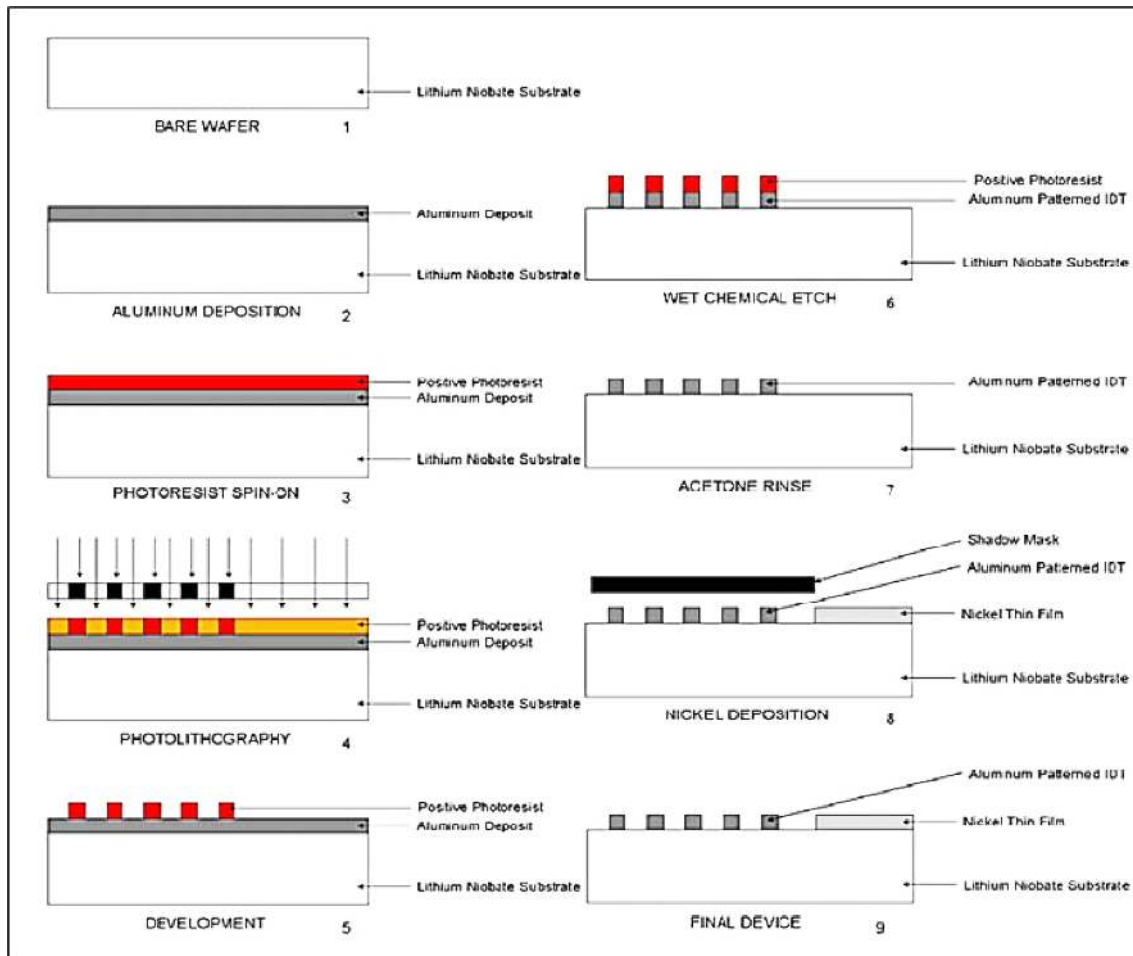 Lithium Niobate Substrate
BARE WAFER 1
Aluminum Deposit
Lithium Niobate Substrate
ALUMINUM DEPOSITION 2
Positive Photoresist
Aluminum Deposit
Lithium Niobate Substrate
PHOTORESIST SPIN-ON 3
Positive Photoresist
Aluminum Deposit
Lithium Niobate Substrate
PHOTOLITHOGRAPHY 4
Positive Photoresist
Aluminum Deposit
Lithium Niobate Substrate
DEVELOPMENT 5
Positive Photoresist
Aluminum Patterned IDT
Lithium Niobate Substrate
WET CHEMICAL ETCH 6
Aluminum Patterned IDT
Lithium Niobate Substrate
ACETONE RINSE 7
Shadow Mask
Aluminum Patterned IDT
Nickel Thin Film
Lithium Niobate Substrate
NICKEL DEPOSITION 8
Aluminum Patterned IDT
Nickel Thin Film
Lithium Niobate Substrate
FINAL DEVICE 9